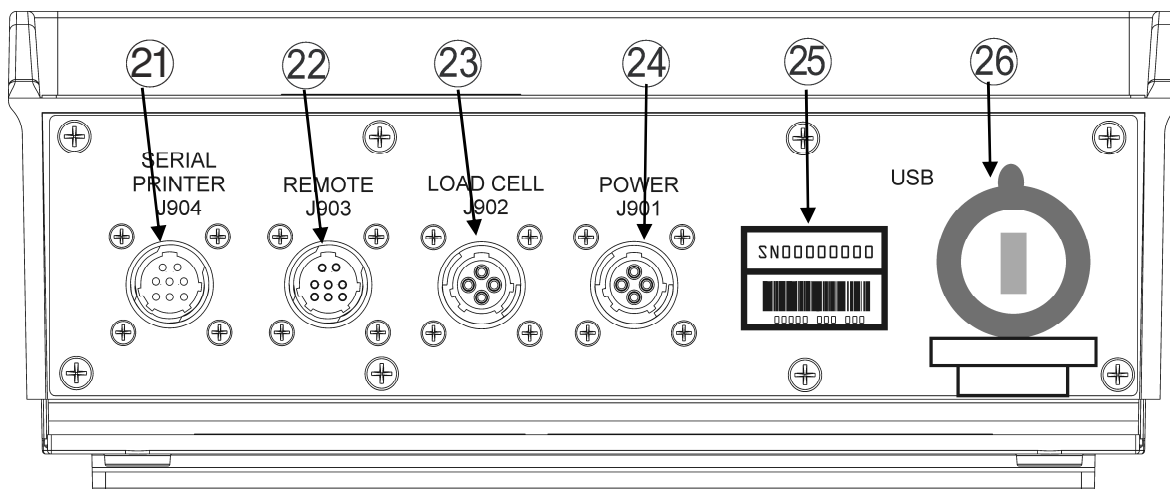 21 22 23 24 25 26
SERIAL
PRINTER
J904
REMOTE
J903
LOAD CELL
J902
POWER
J901
USB
SN00000000
00000 000 000